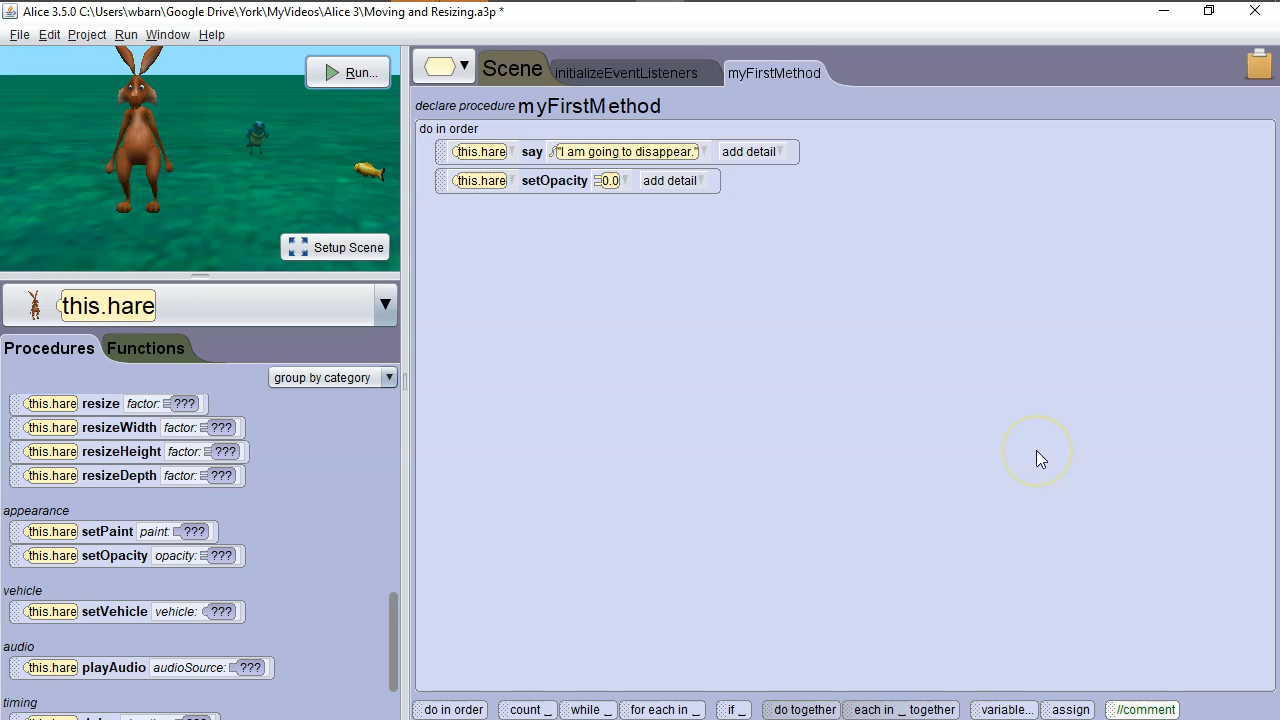 Alice 3.5.0 C:\Users\wbarn\Google Drive\York\MyVideos\Alice 3\Moving and Resizing.a3p *
File Edit Project Run Window Help
Run...
Setup Scene
this.hare
Procedures Functions
group by category
this.hare resize factor: ???
this.hare resizeWidth factor: ???
this.hare resizeHeight factor: ???
this.hare resizeDepth factor: ???
appearance
this.hare setPaint paint: ???
this.hare setOpacity opacity: ???
vehicle
this.hare setVehicle vehicle: ???
audio
this.hare playAudio audioSource: ???
timing
Scene initializeEventListeners myFirstMethod
declare procedure myFirstMethod
do in order
this.hare say "I am going to disappear." add detail
this.hare setOpacity 0.0 add detail
do in order count _ while _ for each in _ if _ do together each in _ together variable... assign //comment